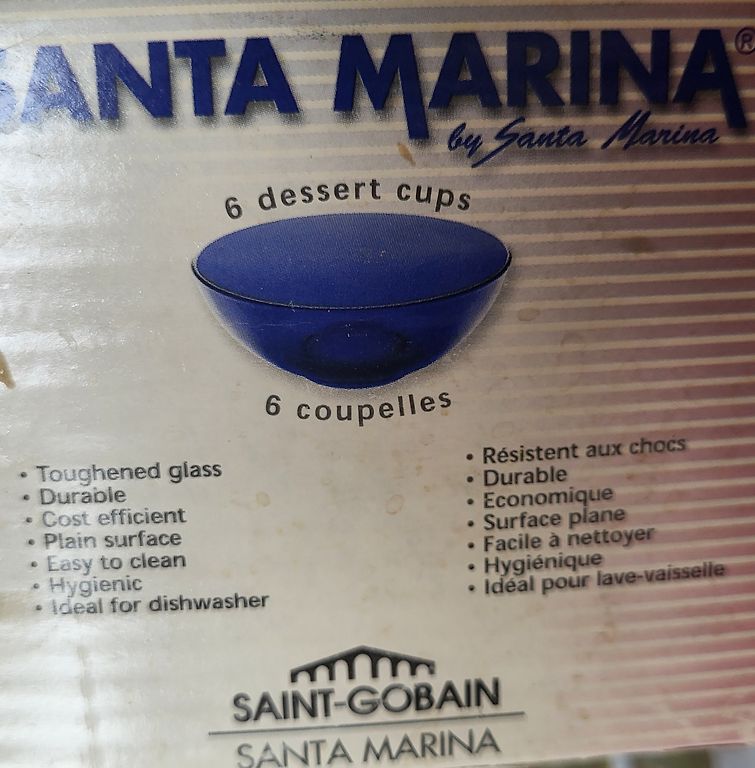 SANTA MARINA®
by Santa Marina
6 dessert cups
6 coupelles
• Toughened glass
• Durable
• Cost efficient
• Plain surface
• Easy to clean
• Hygienic
• Ideal for dishwasher
• Résistent aux chocs
• Durable
• Economique
• Surface plane
• Facile à nettoyer
• Hygiénique
• Idéal pour lave-vaisselle
SAINT-GOBAIN
SANTA MARINA